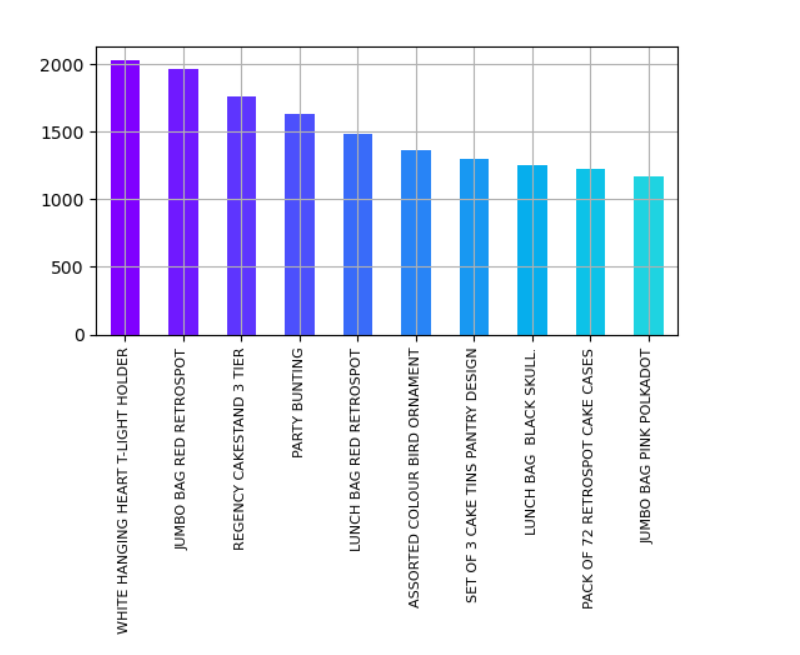 2000
1500
1000
500
0
WHITE HANGING HEART T-LIGHT HOLDER
JUMBO BAG RED RETROSPOT
REGENCY CAKESTAND 3 TIER
PARTY BUNTING
LUNCH BAG RED RETROSPOT
ASSORTED COLOUR BIRD ORNAMENT
SET OF 3 CAKE TINS PANTRY DESIGN
LUNCH BAG  BLACK SKULL.
PACK OF 72 RETROSPOT CAKE CASES
JUMBO BAG PINK POLKADOT